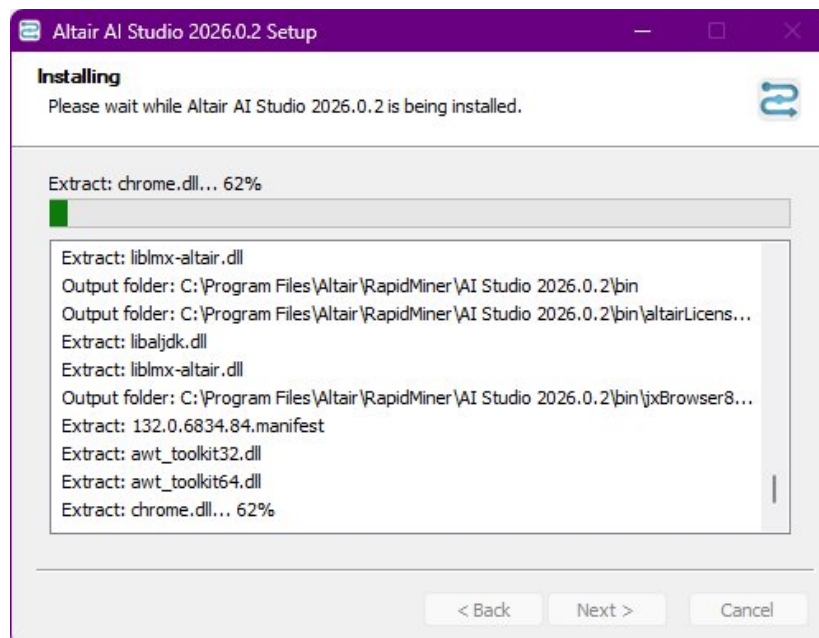 Altair AI Studio 2026.0.2 Setup
Installing
Please wait while Altair AI Studio 2026.0.2 is being installed.
Extract: chrome.dll... 62%
Extract: liblmx-altair.dll
Output folder: C:\Program Files\Altair\RapidMiner\AI Studio 2026.0.2\bin
Output folder: C:\Program Files\Altair\RapidMiner\AI Studio 2026.0.2\bin\altairLicens...
Extract: libaljdk.dll
Extract: liblmx-altair.dll
Output folder: C:\Program Files\Altair\RapidMiner\AI Studio 2026.0.2\bin\jxBrowser8...
Extract: 132.0.6834.84.manifest
Extract: awt_toolkit32.dll
Extract: awt_toolkit64.dll
Extract: chrome.dll... 62%
< Back Next > Cancel